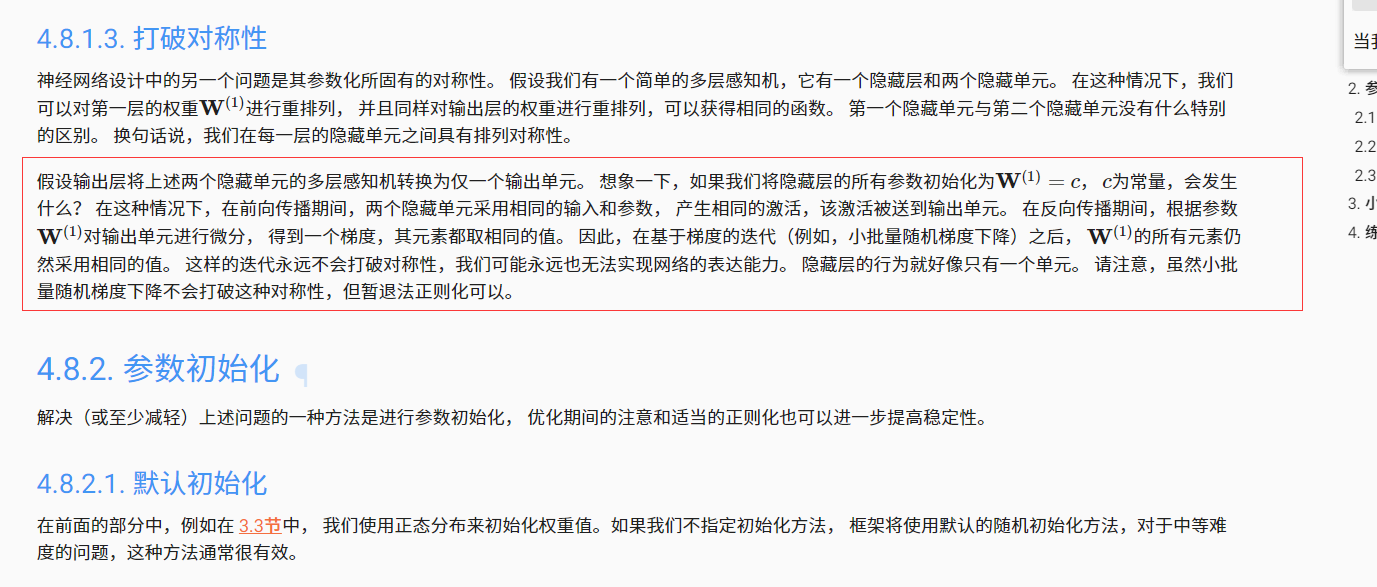 4.8.1.3. 打破对称性
当我
神经网络设计中的另一个问题是其参数化所固有的对称性。 假设我们有一个简单的多层感知机，它有一个隐藏层和两个隐藏单元。 在这种情况下，我们
可以对第一层的权重W⁽¹⁾进行重排列， 并且同样对输出层的权重进行重排列，可以获得相同的函数。 第一个隐藏单元与第二个隐藏单元没有什么特别
的区别。 换句话说，我们在每一层的隐藏单元之间具有排列对称性。
假设输出层将上述两个隐藏单元的多层感知机转换为仅一个输出单元。 想象一下，如果我们将隐藏层的所有参数初始化为W⁽¹⁾ = c， c为常量，会发生
什么？ 在这种情况下，在前向传播期间，两个隐藏单元采用相同的输入和参数， 产生相同的激活，该激活被送到输出单元。 在反向传播期间，根据参数
W⁽¹⁾对输出单元进行微分， 得到一个梯度，其元素都取相同的值。 因此，在基于梯度的迭代（例如，小批量随机梯度下降）之后， W⁽¹⁾的所有元素仍
然采用相同的值。 这样的迭代永远不会打破对称性，我们可能永远也无法实现网络的表达能力。 隐藏层的行为就好像只有一个单元。 请注意，虽然小批
量随机梯度下降不会打破这种对称性，但暂退法正则化可以。
4.8.2. 参数初始化 ¶
解决（或至少减轻）上述问题的一种方法是进行参数初始化， 优化期间的注意和适当的正则化也可以进一步提高稳定性。
4.8.2.1. 默认初始化
在前面的部分中，例如在 3.3节中， 我们使用正态分布来初始化权重值。如果我们不指定初始化方法， 框架将使用默认的随机初始化方法，对于中等难
度的问题，这种方法通常很有效。
2. 参
2.1
2.2
2.3
3. 小
4. 练